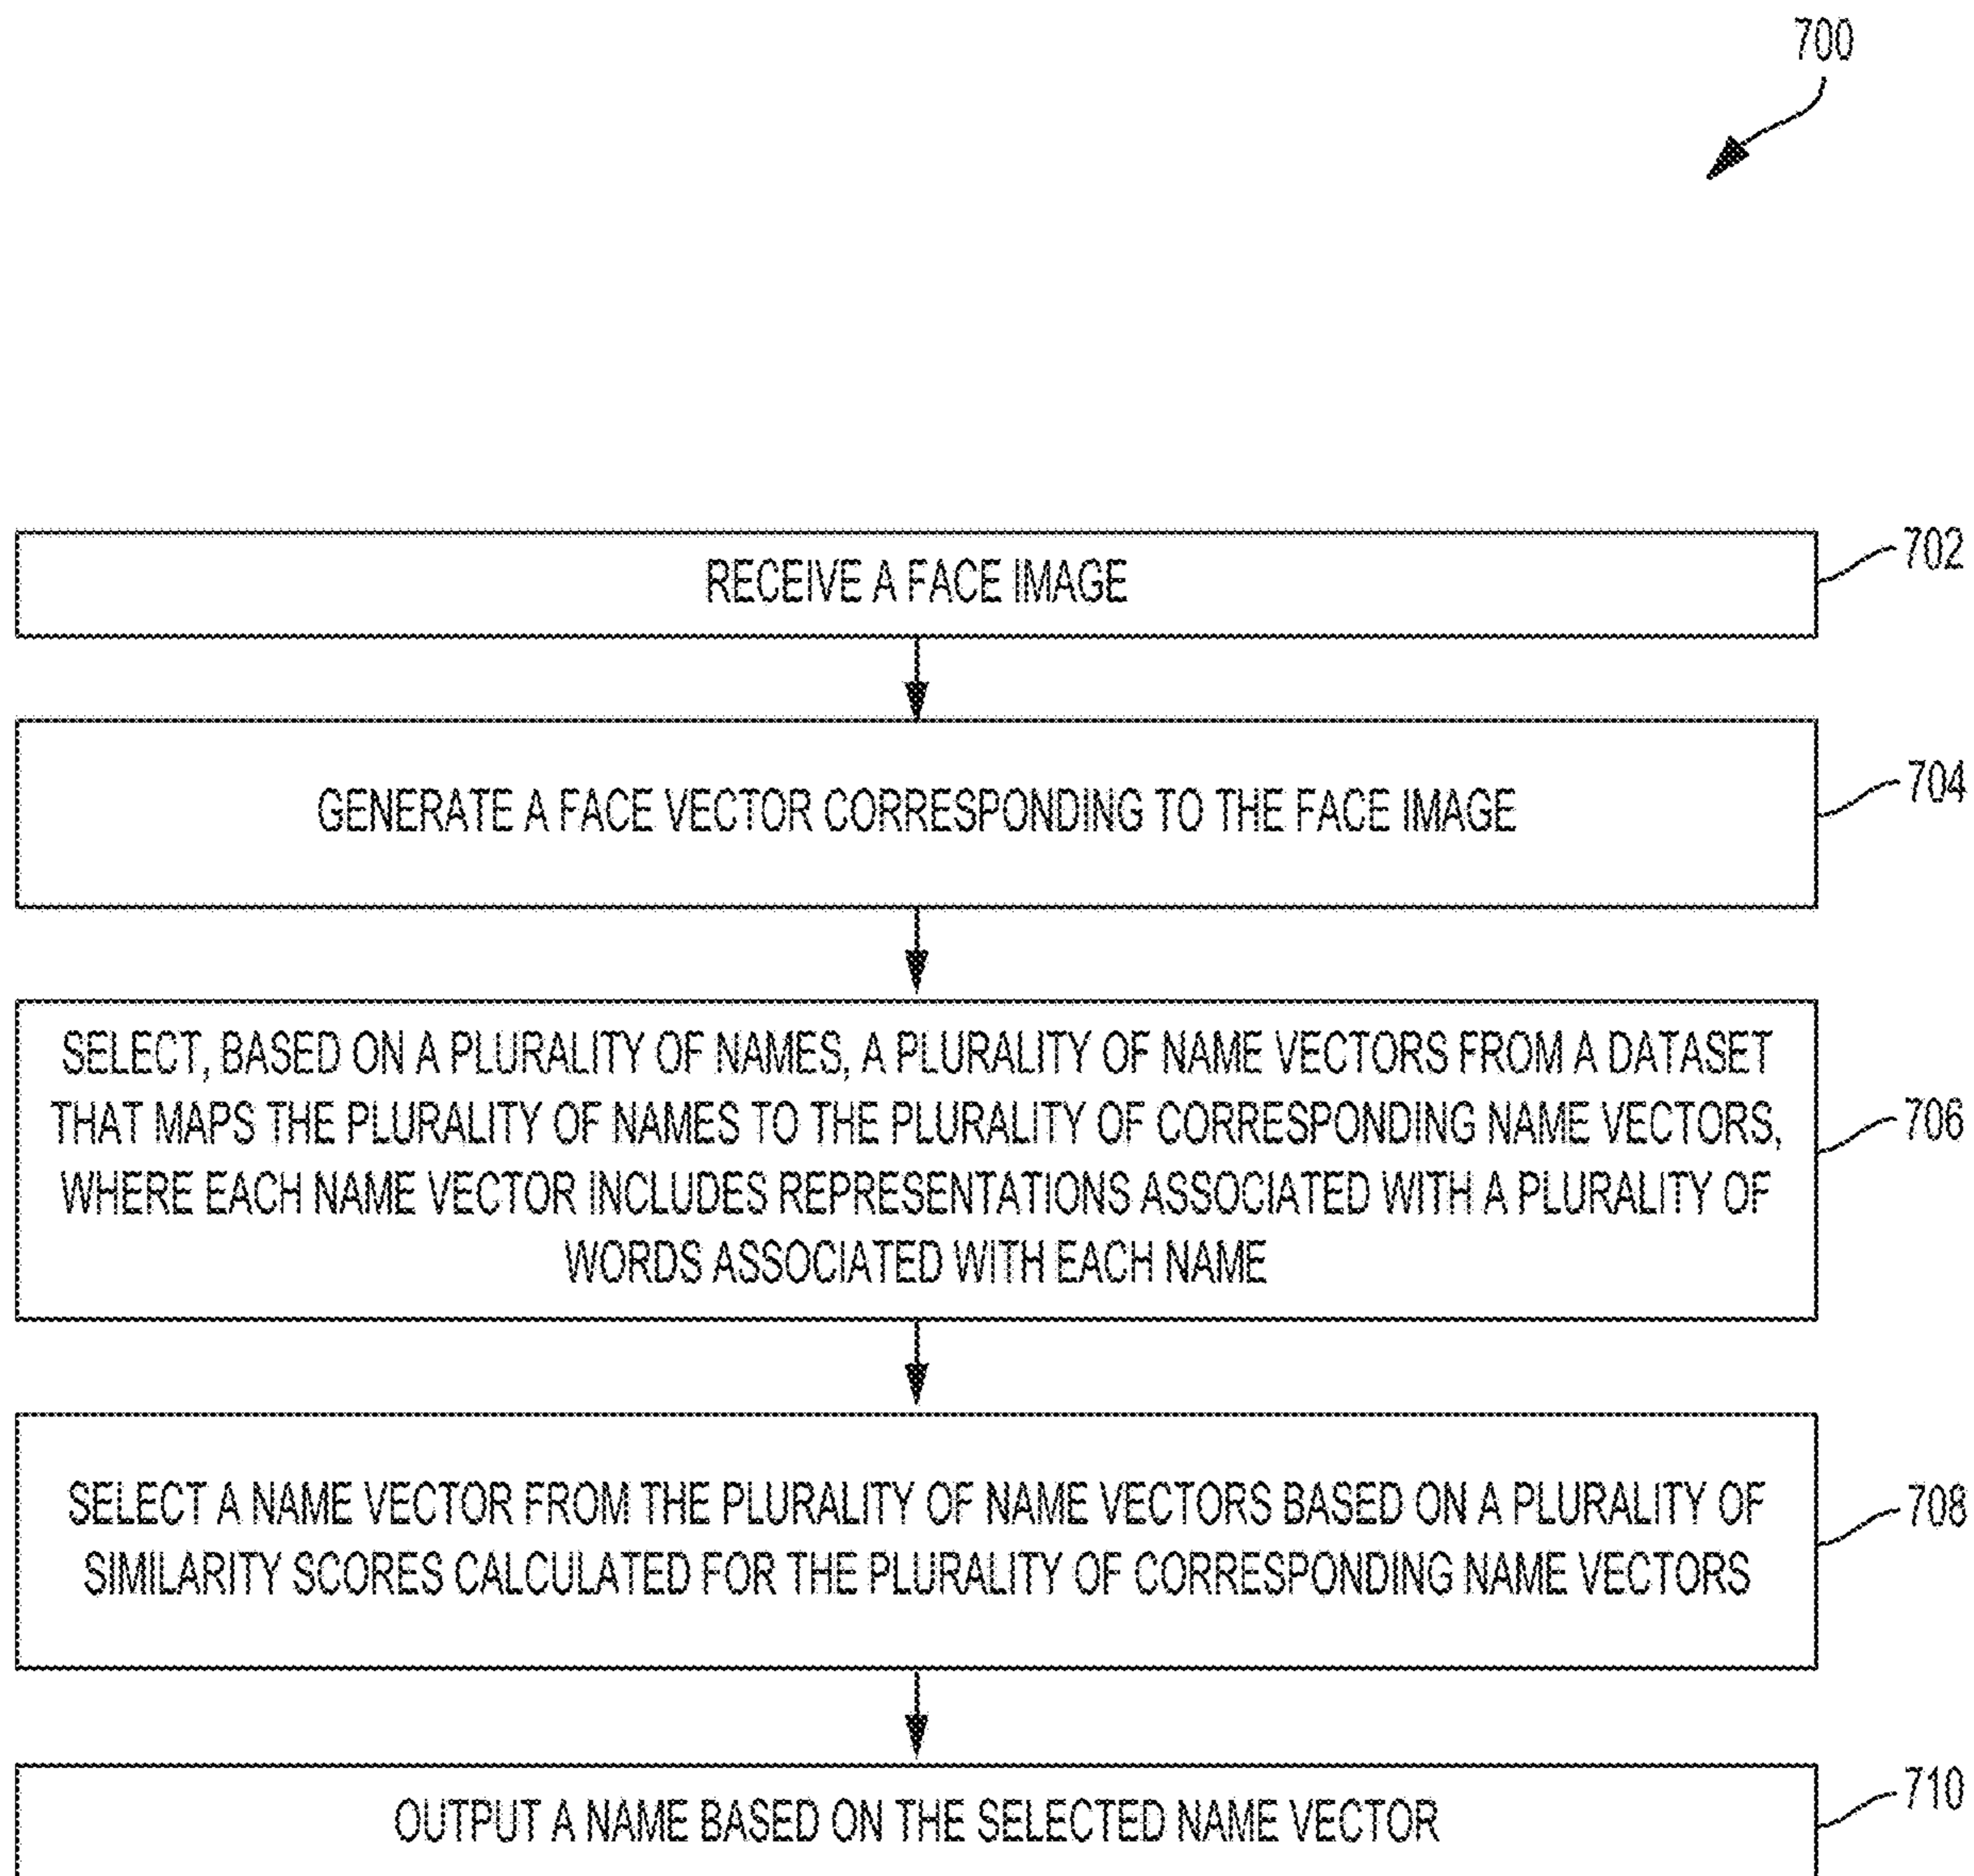 700
RECEIVE A FACE IMAGE
702
GENERATE A FACE VECTOR CORRESPONDING TO THE FACE IMAGE
704
SELECT, BASED ON A PLURALITY OF NAMES, A PLURALITY OF NAME VECTORS FROM A DATASET
THAT MAPS THE PLURALITY OF NAMES TO THE PLURALITY OF CORRESPONDING NAME VECTORS,
WHERE EACH NAME VECTOR INCLUDES REPRESENTATIONS ASSOCIATED WITH A PLURALITY OF
WORDS ASSOCIATED WITH EACH NAME
706
SELECT A NAME VECTOR FROM THE PLURALITY OF NAME VECTORS BASED ON A PLURALITY OF
SIMILARITY SCORES CALCULATED FOR THE PLURALITY OF CORRESPONDING NAME VECTORS
708
OUTPUT A NAME BASED ON THE SELECTED NAME VECTOR
710